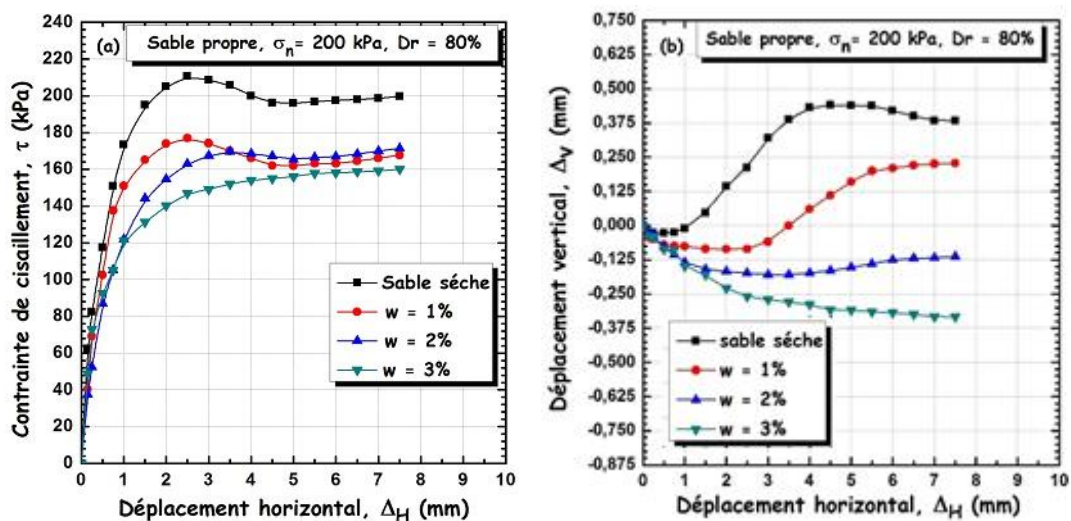 (a)
Sable propre, σn= 200 kPa, Dr = 80%
Contrainte de cisaillement, τ (kPa)
240
220
200
180
160
140
120
100
80
60
40
20
0
Sable séche
w = 1%
w = 2%
w = 3%
0 1 2 3 4 5 6 7 8 9 10
Déplacement horizontal, ΔH (mm)
(b)
Sable propre, σn= 200 kPa, Dr = 80%
Déplacement vertical, ΔV (mm)
0,750
0,625
0,500
0,375
0,250
0,125
0,000
-0,125
-0,250
-0,375
-0,500
-0,625
-0,750
-0,875
sable séche
w = 1%
w = 2%
w = 3%
0 1 2 3 4 5 6 7 8 9 10
Déplacement horizontal, ΔH (mm)